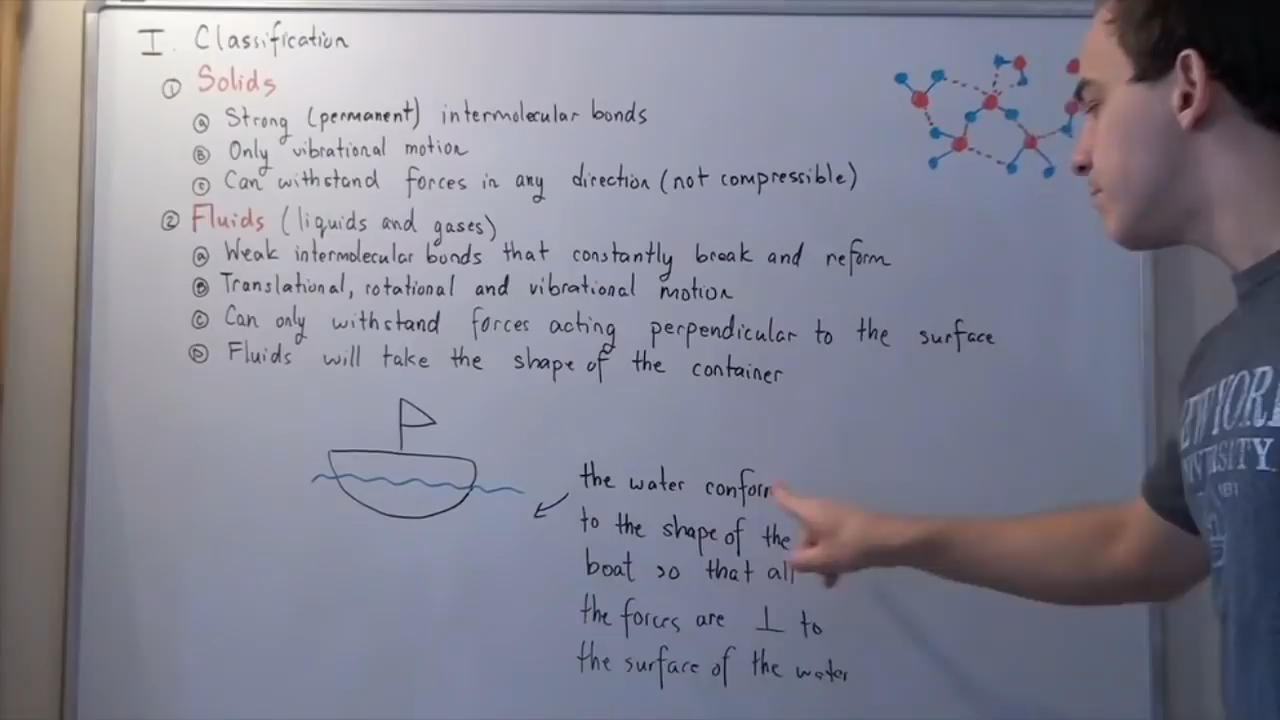 I. Classification
① Solids
Ⓐ Strong (permanent) intermolecular bonds
Ⓑ Only vibrational motion
Ⓒ Can withstand forces in any direction (not compressible)
② Fluids (liquids and gases)
Ⓐ Weak intermolecular bonds that constantly break and reform
Ⓑ Translational, rotational and vibrational motion
Ⓒ Can only withstand forces acting perpendicular to the surface
Ⓓ Fluids will take the shape of the container
the water conform
to the shape of the
boat so that all
the forces are ⊥ to
the surface of the water